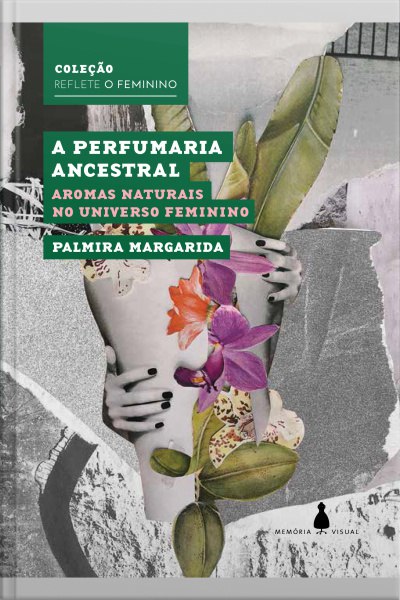 COLEÇÃO
REFLETE O FEMININO
A PERFUMARIA
ANCESTRAL
AROMAS NATURAIS
NO UNIVERSO FEMININO
PALMIRA MARGARIDA
MEMÓRIA VISUAL